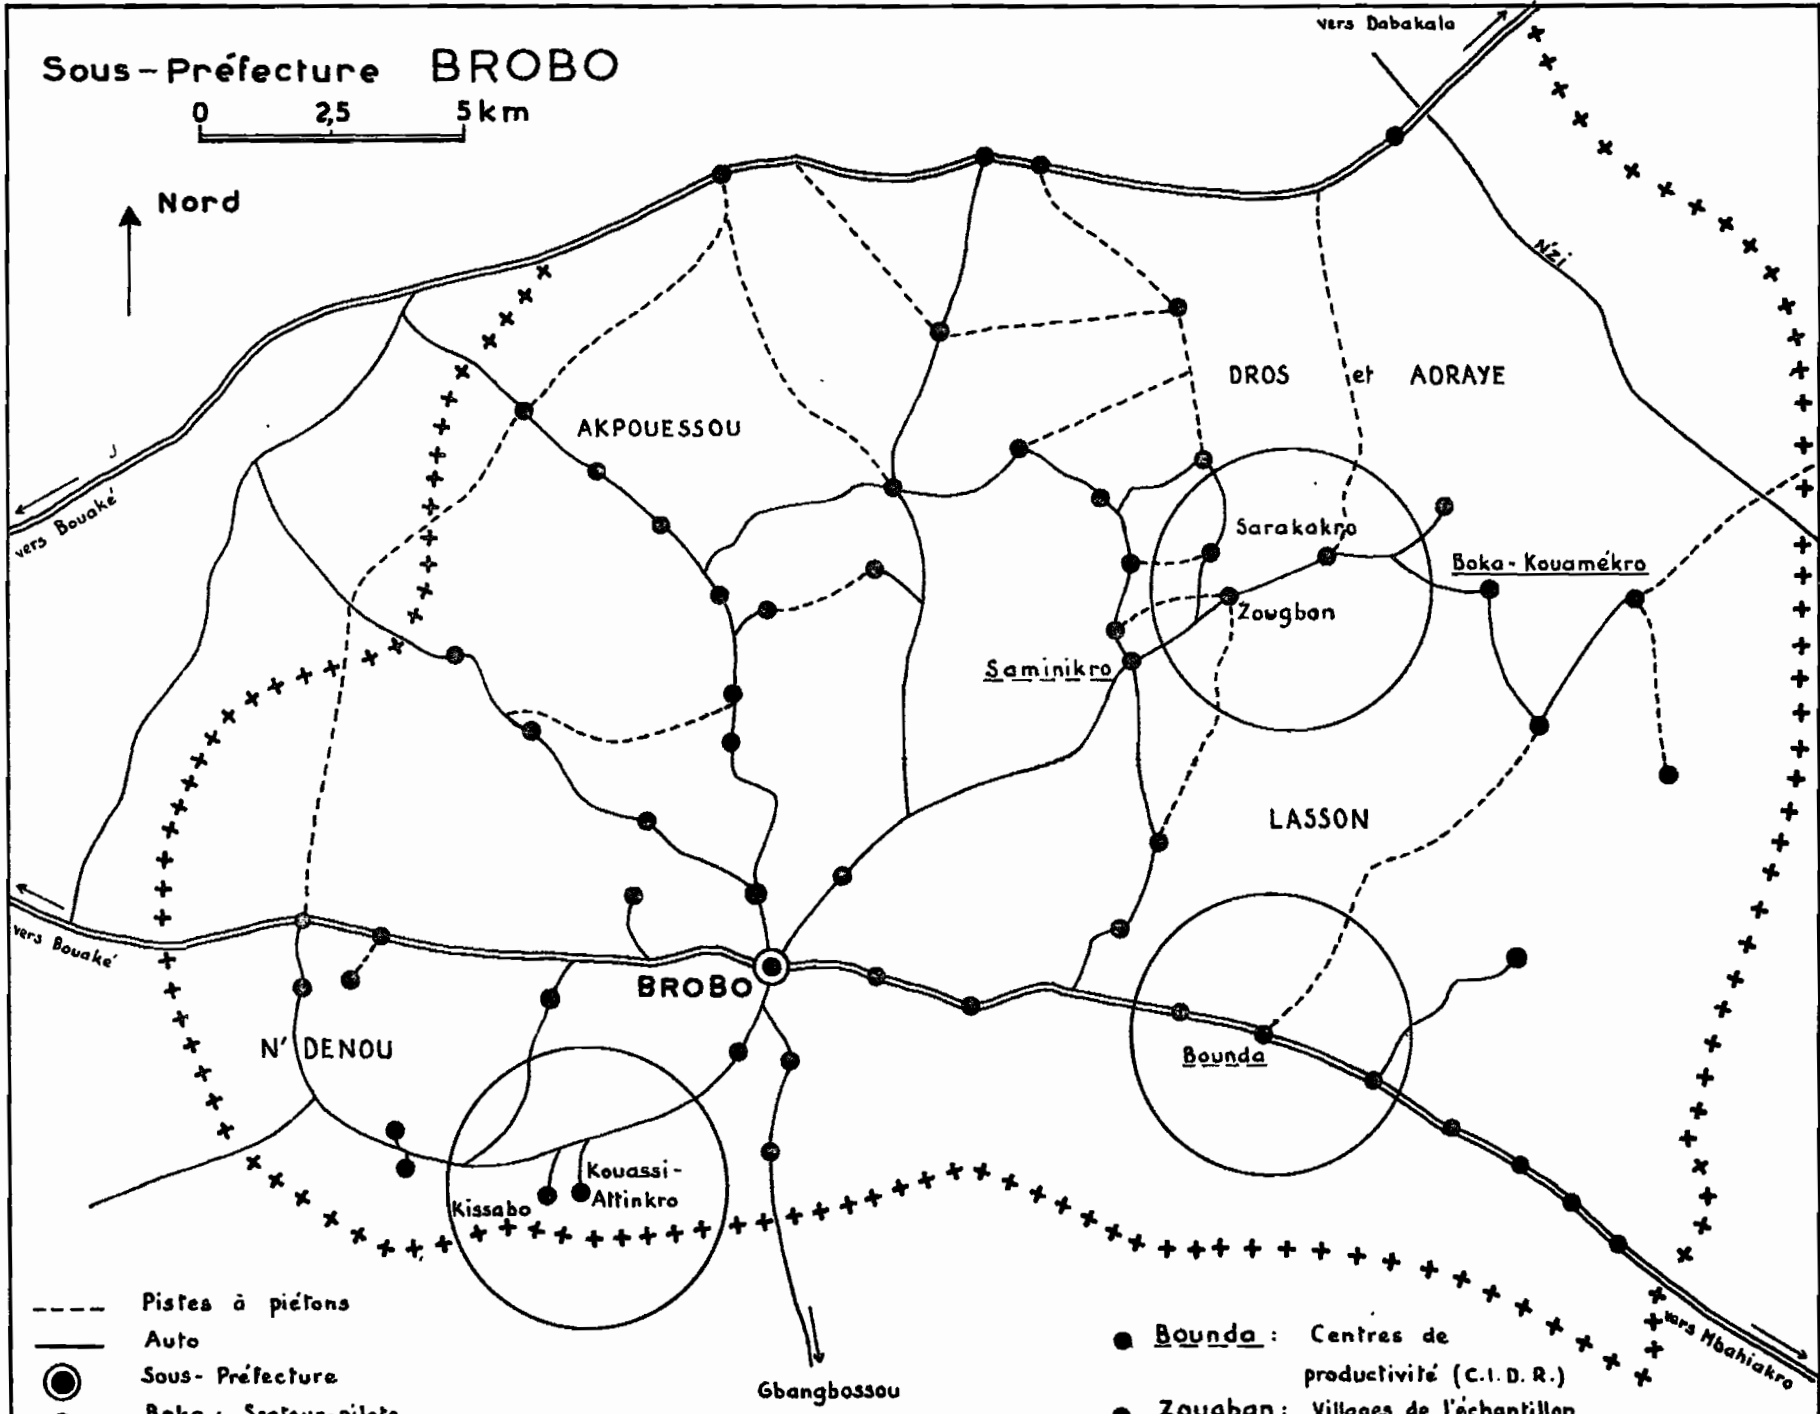 vers Dabakala
Sous-Préfecture BROBO
0 2,5 5km
Nord
N'zi
DROS et AORAYE
AKPOUESSOU
vers Bouaké
Sarakakro
Boka-Kouamékro
Zougban
Saminikro
LASSON
vers Bouaké
BROBO
N'DENOU
Bounda
Kouassi-
Attinkro
Kissabo
Pistes à piétons
Auto
Sous-Préfecture
vers Mbahiakro
Bounda : Centres de
productivité (C.I.D.R.)
Gbangbossou
Zougban : Villages de l'échantillon